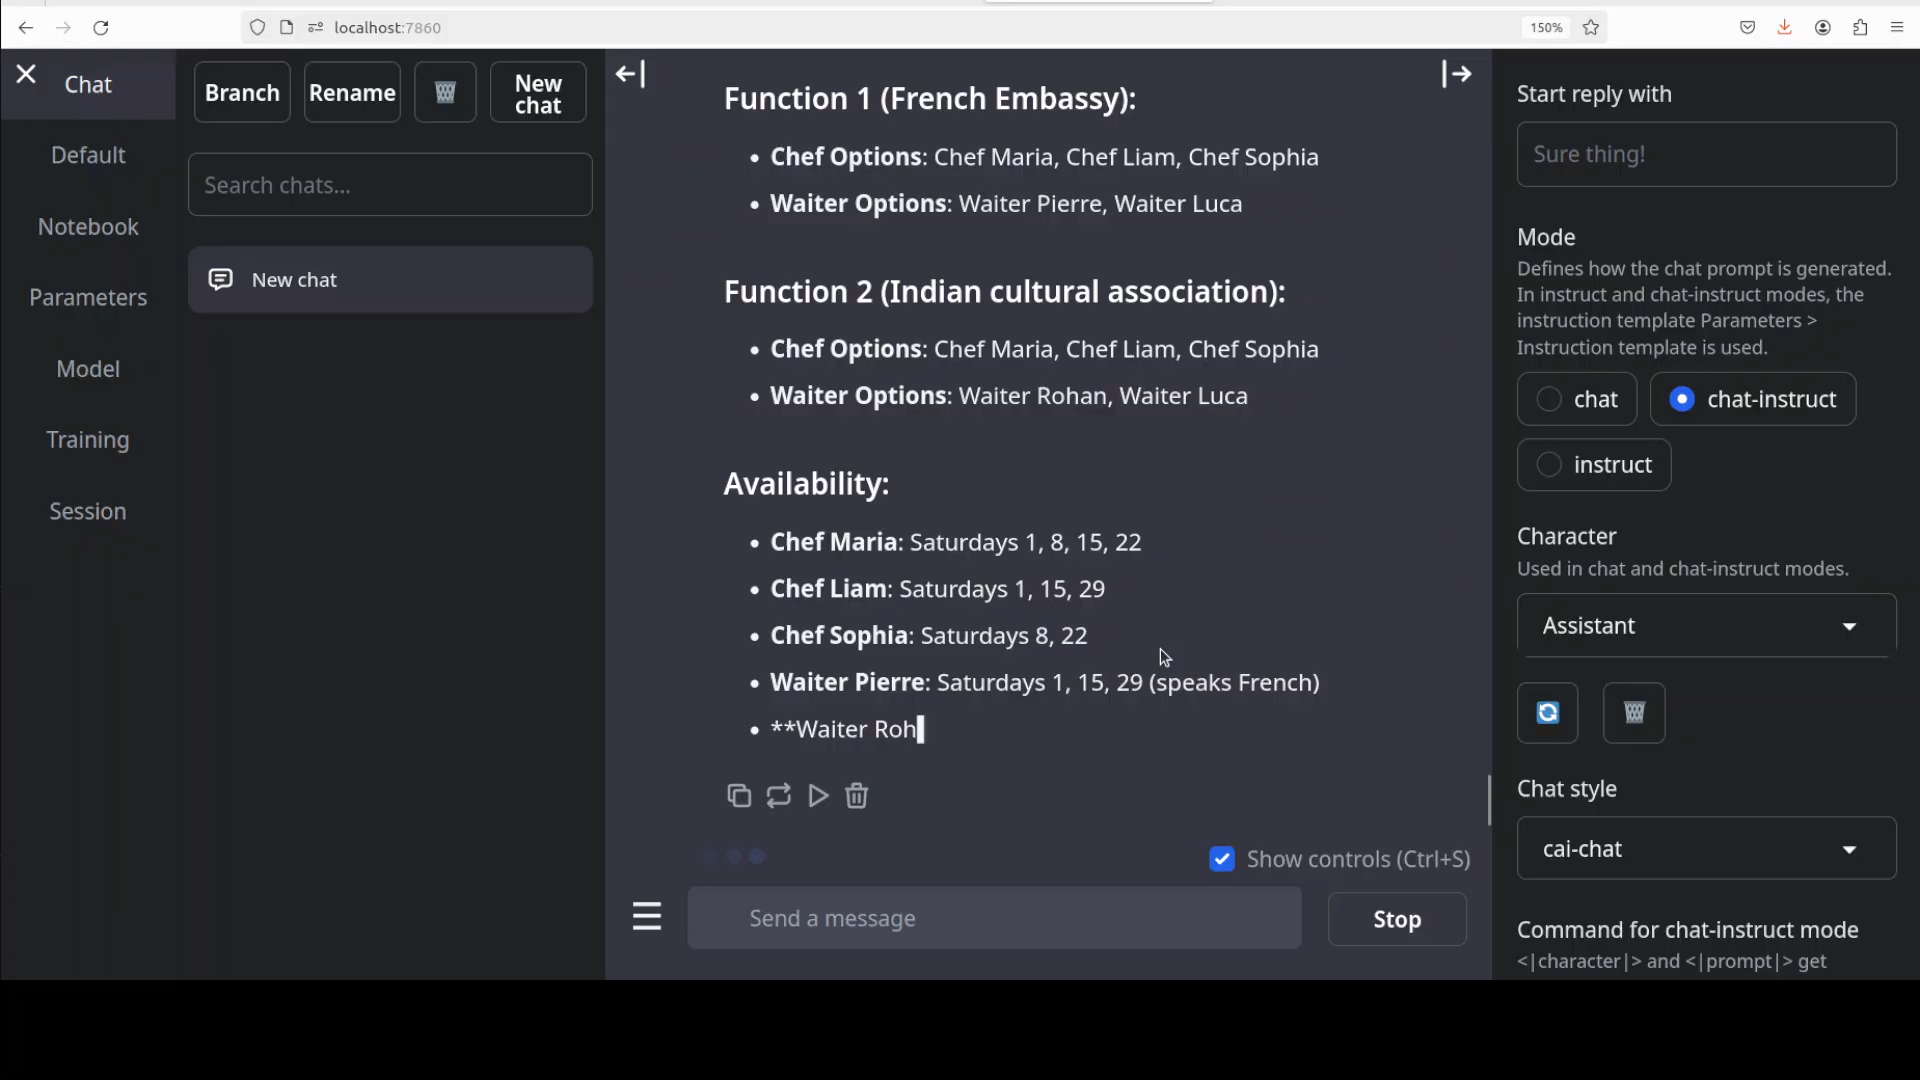 localhost:7860
150%
Chat
Default
Notebook
Parameters
Model
Training
Session
Branch
Rename
New
chat
Search chats...
New chat
Function 1 (French Embassy):
• Chef Options: Chef Maria, Chef Liam, Chef Sophia
• Waiter Options: Waiter Pierre, Waiter Luca
Function 2 (Indian cultural association):
• Chef Options: Chef Maria, Chef Liam, Chef Sophia
• Waiter Options: Waiter Rohan, Waiter Luca
Availability:
• Chef Maria: Saturdays 1, 8, 15, 22
• Chef Liam: Saturdays 1, 15, 29
• Chef Sophia: Saturdays 8, 22
• Waiter Pierre: Saturdays 1, 15, 29 (speaks French)
• **Waiter Roh
Show controls (Ctrl+S)
Send a message
Stop
Start reply with
Sure thing!
Mode
Defines how the chat prompt is generated.
In instruct and chat-instruct modes, the
instruction template Parameters >
Instruction template is used.
chat
chat-instruct
instruct
Character
Used in chat and chat-instruct modes.
Assistant
Chat style
cai-chat
Command for chat-instruct mode
<|character|> and <|prompt|> get